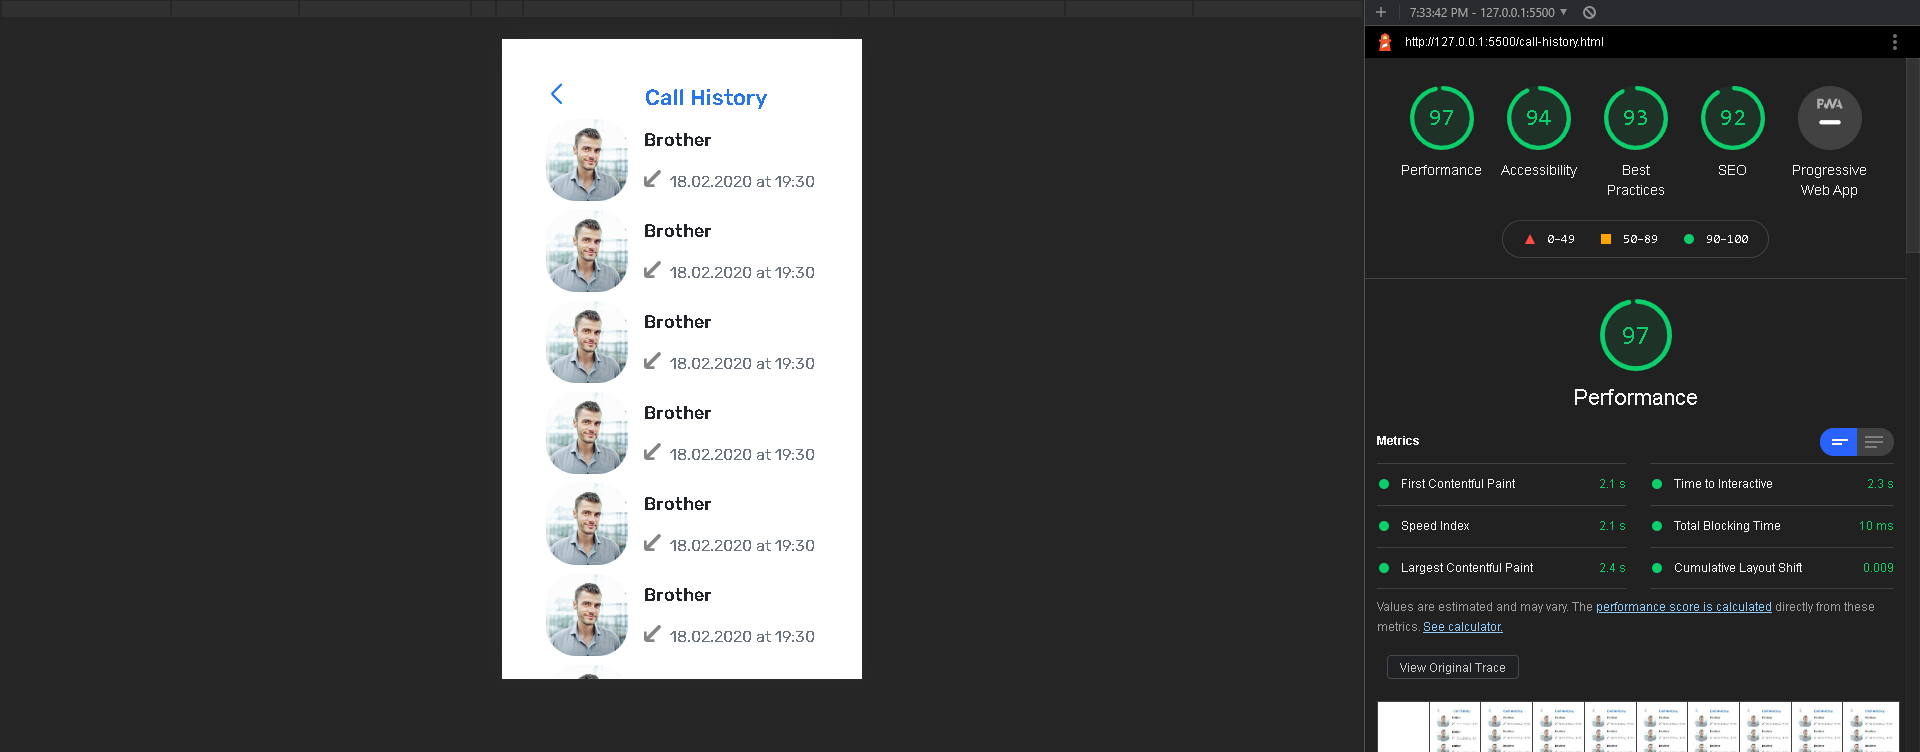 Call History
Brother
18.02.2020 at 19:30
Brother
18.02.2020 at 19:30
Brother
18.02.2020 at 19:30
Brother
18.02.2020 at 19:30
Brother
18.02.2020 at 19:30
Brother
18.02.2020 at 19:30
7:33:42 PM - 127.0.0.1:5500
http://127.0.0.1:5500/call-history.html
97 94 93 92 PWA
Performance Accessibility Best SEO Progressive
Practices Web App
0–49 50–89 90–100
97
Performance
Metrics
First Contentful Paint 2.1 s Time to Interactive 2.3 s
Speed Index 2.1 s Total Blocking Time 10 ms
Largest Contentful Paint 2.4 s Cumulative Layout Shift 0.009
Values are estimated and may vary. The performance score is calculated directly from these
metrics. See calculator.
View Original Trace